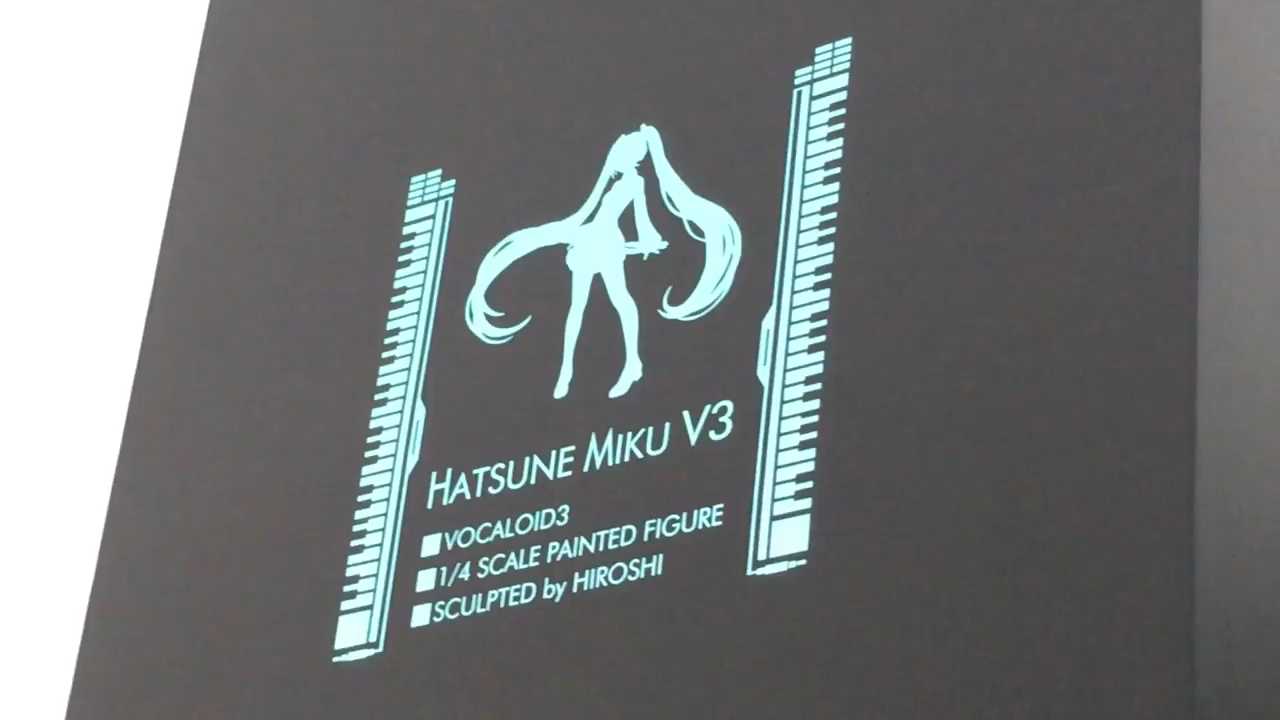 HATSUNE MIKU V3
■VOCALOID3
■1/4 SCALE PAINTED FIGURE
■SCULPTED by HIROSHI